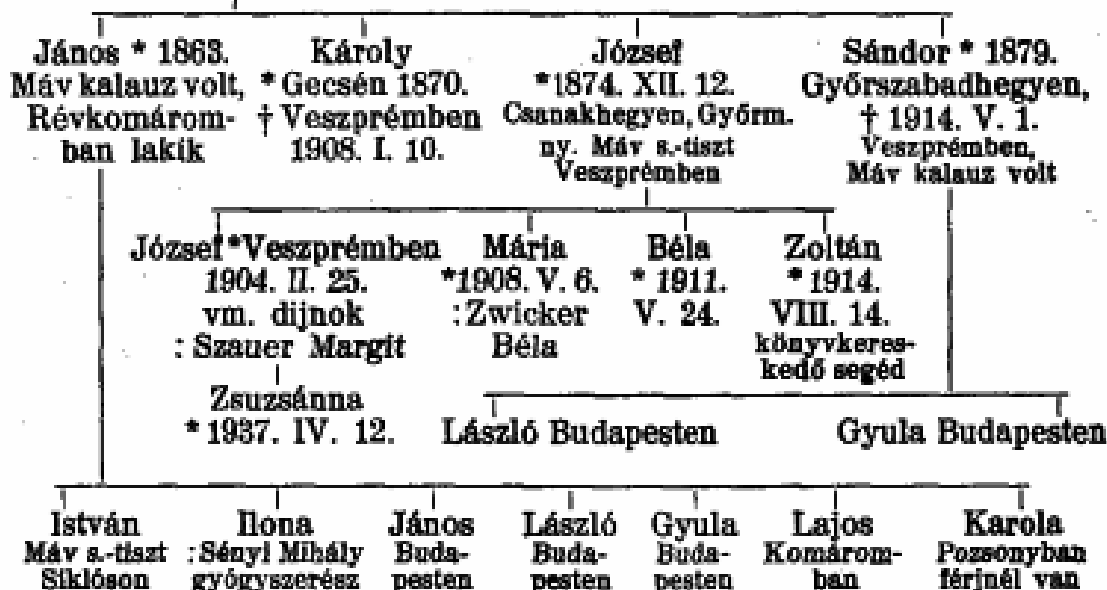 János * 1863.
Máv kalauz volt,
Révkomárom-
ban lakik
Károly
* Gecsén 1870.
† Veszprémben
1908. I. 10.
József
*1874. XII. 12.
Csanakhegyen, Győrm.
ny. Máv s.-tiszt
Veszprémben
Sándor * 1879.
Győrszabadhegyen,
† 1914. V. 1.
Veszprémben,
Máv kalauz volt
József *Veszprémben
1904. II. 25.
vm. dijnok
: Szauer Margit
Mária
*1908. V. 6.
:Zwicker
Béla
Béla
* 1911.
V. 24.
Zoltán
* 1914.
VIII. 14.
könyvkeres-
kedő segéd
Zsuzsánna
* 1937. IV. 12.
László Budapesten
Gyula Budapesten
István
Máv s.-tiszt
Siklóson
Ilona
:Sényi Mihály
gyógyszerész
János
Buda-
pesten
László
Buda-
pesten
Gyula
Buda-
pesten
Lajos
Komárom-
ban
Karola
Pozsonyban
férjnél van